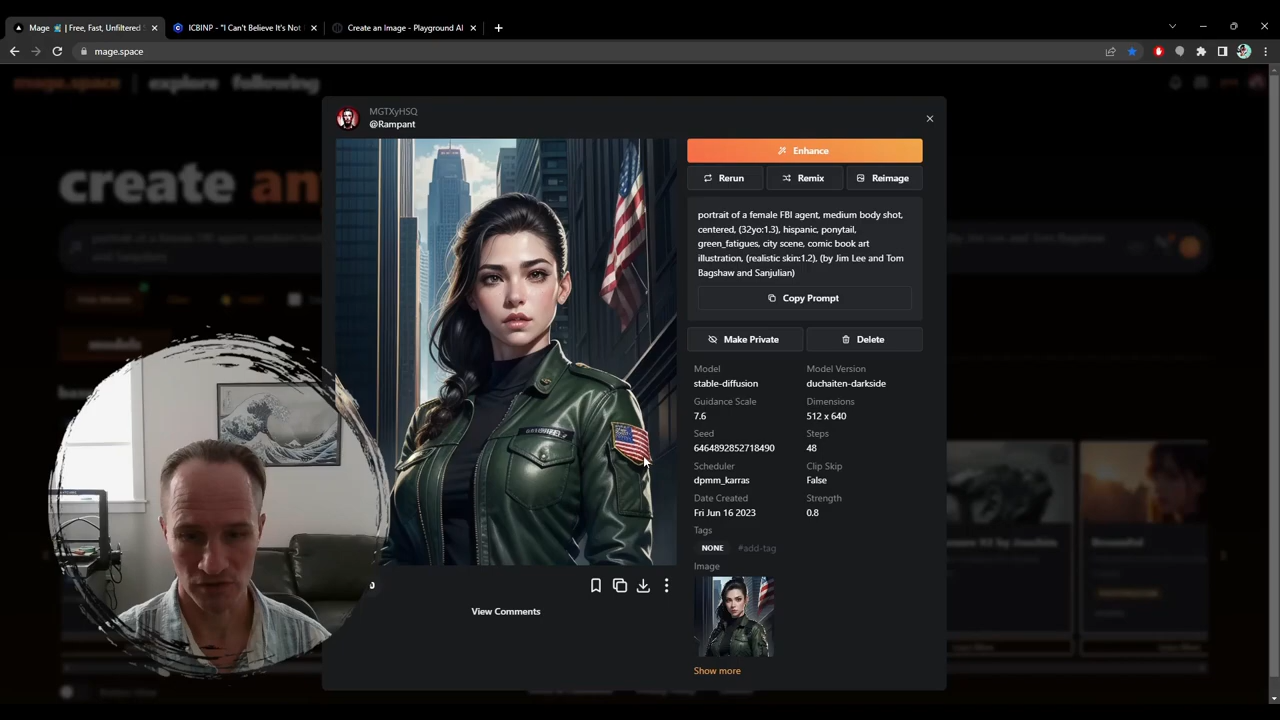 Mage | Free, Fast, Unfiltered
ICBINP - "I Can't Believe It's Not
Create an Image - Playground AI
mage.space
mage.space | explore following
create
MGTXyHSQ
@Rampant
Enhance
Rerun
Remix
Reimage
portrait of a female FBI agent, medium body shot,
centered, (32yo:1.3), hispanic, ponytail,
green_fatigues, city scene, comic book art
illustration, (realistic skin:1.2), (by Jim Lee and Tom
Bagshaw and Sanjulian)
Copy Prompt
Make Private
Delete
Model
stable-diffusion
Model Version
duchaiten-darkside
Guidance Scale
7.6
Dimensions
512 x 640
Seed
6464892852718490
Steps
48
Scheduler
dpmm_karras
Clip Skip
False
Date Created
Fri Jun 16 2023
Strength
0.8
Tags
NONE
#add-tag
Image
Show more
View Comments
models